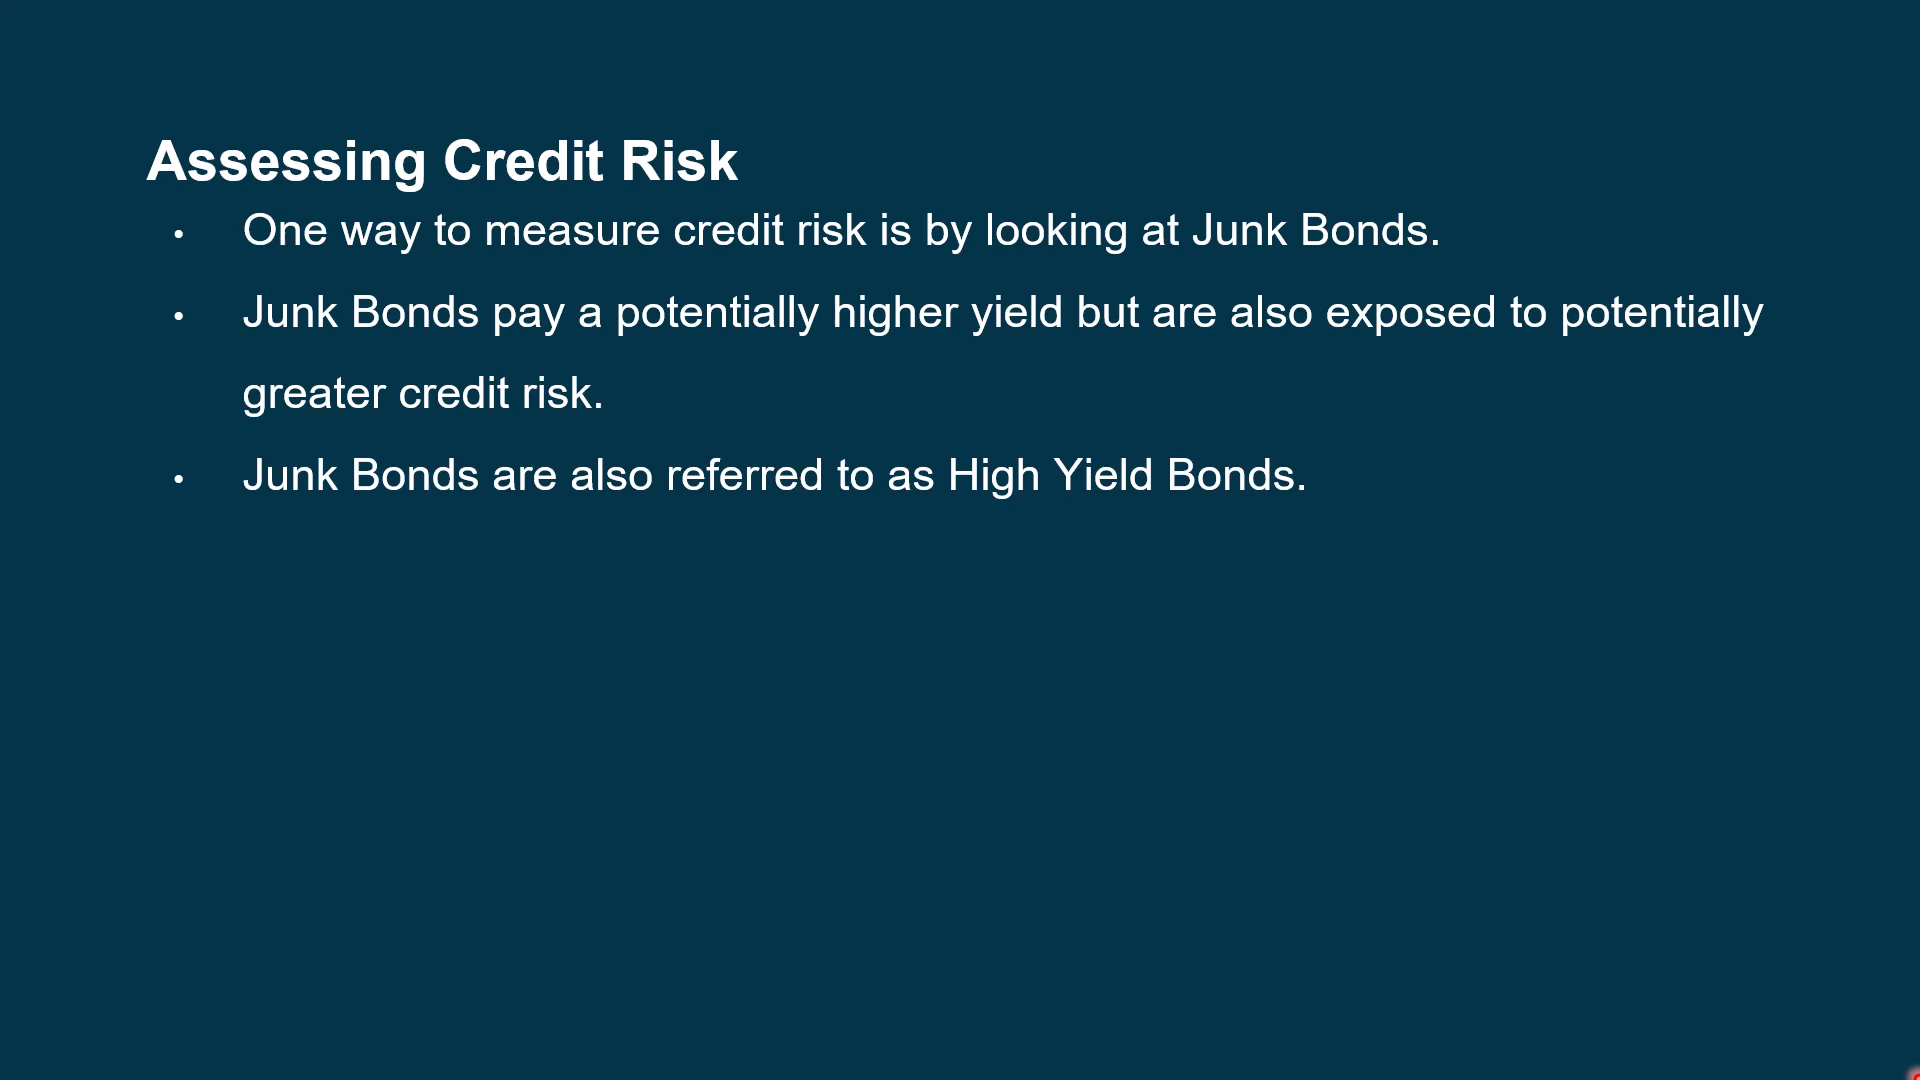 Assessing Credit Risk
• One way to measure credit risk is by looking at Junk Bonds.
• Junk Bonds pay a potentially higher yield but are also exposed to potentially
greater credit risk.
• Junk Bonds are also referred to as High Yield Bonds.